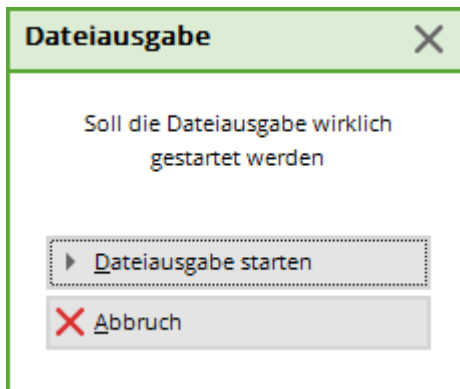 Dateiausgabe
Soll die Dateiausgabe wirklich
gestartet werden
Dateiausgabe starten
Abbruch